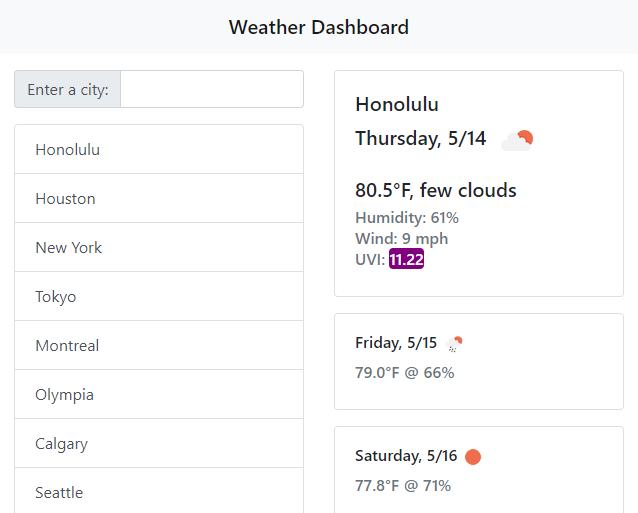 Weather Dashboard
Enter a city:
Honolulu
Houston
New York
Tokyo
Montreal
Olympia
Calgary
Seattle
Honolulu
Thursday, 5/14
80.5°F, few clouds
Humidity: 61%
Wind: 9 mph
UVI: 11.22
Friday, 5/15
79.0°F @ 66%
Saturday, 5/16
77.8°F @ 71%